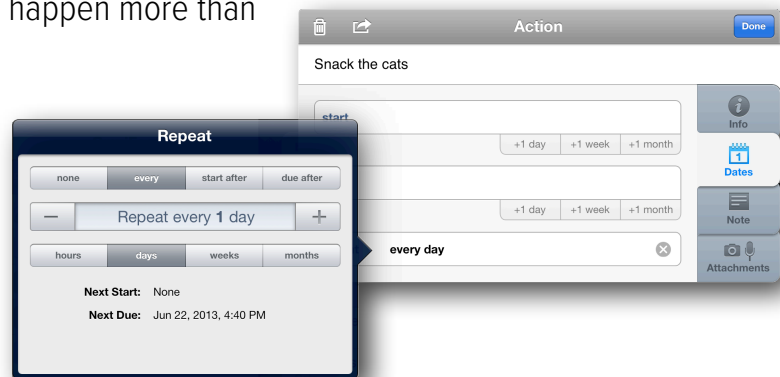 happen more than
Action
Done
Snack the cats
start
+1 day +1 week +1 month
+1 day +1 week +1 month
every day
Info
1
Dates
Note
Attachments
Repeat
none every start after due after
Repeat every 1 day
hours days weeks months
Next Start: None
Next Due: Jun 22, 2013, 4:40 PM